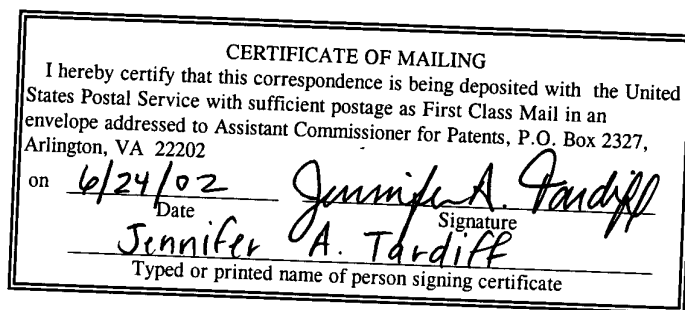 CERTIFICATE OF MAILING
I hereby certify that this correspondence is being deposited with the United
States Postal Service with sufficient postage as First Class Mail in an
envelope addressed to Assistant Commissioner for Patents, P.O. Box 2327,
Arlington, VA 22202
on 6/24/02 Jennifer A. Tardiff
Date Signature
Jennifer A. Tardiff
Typed or printed name of person signing certificate